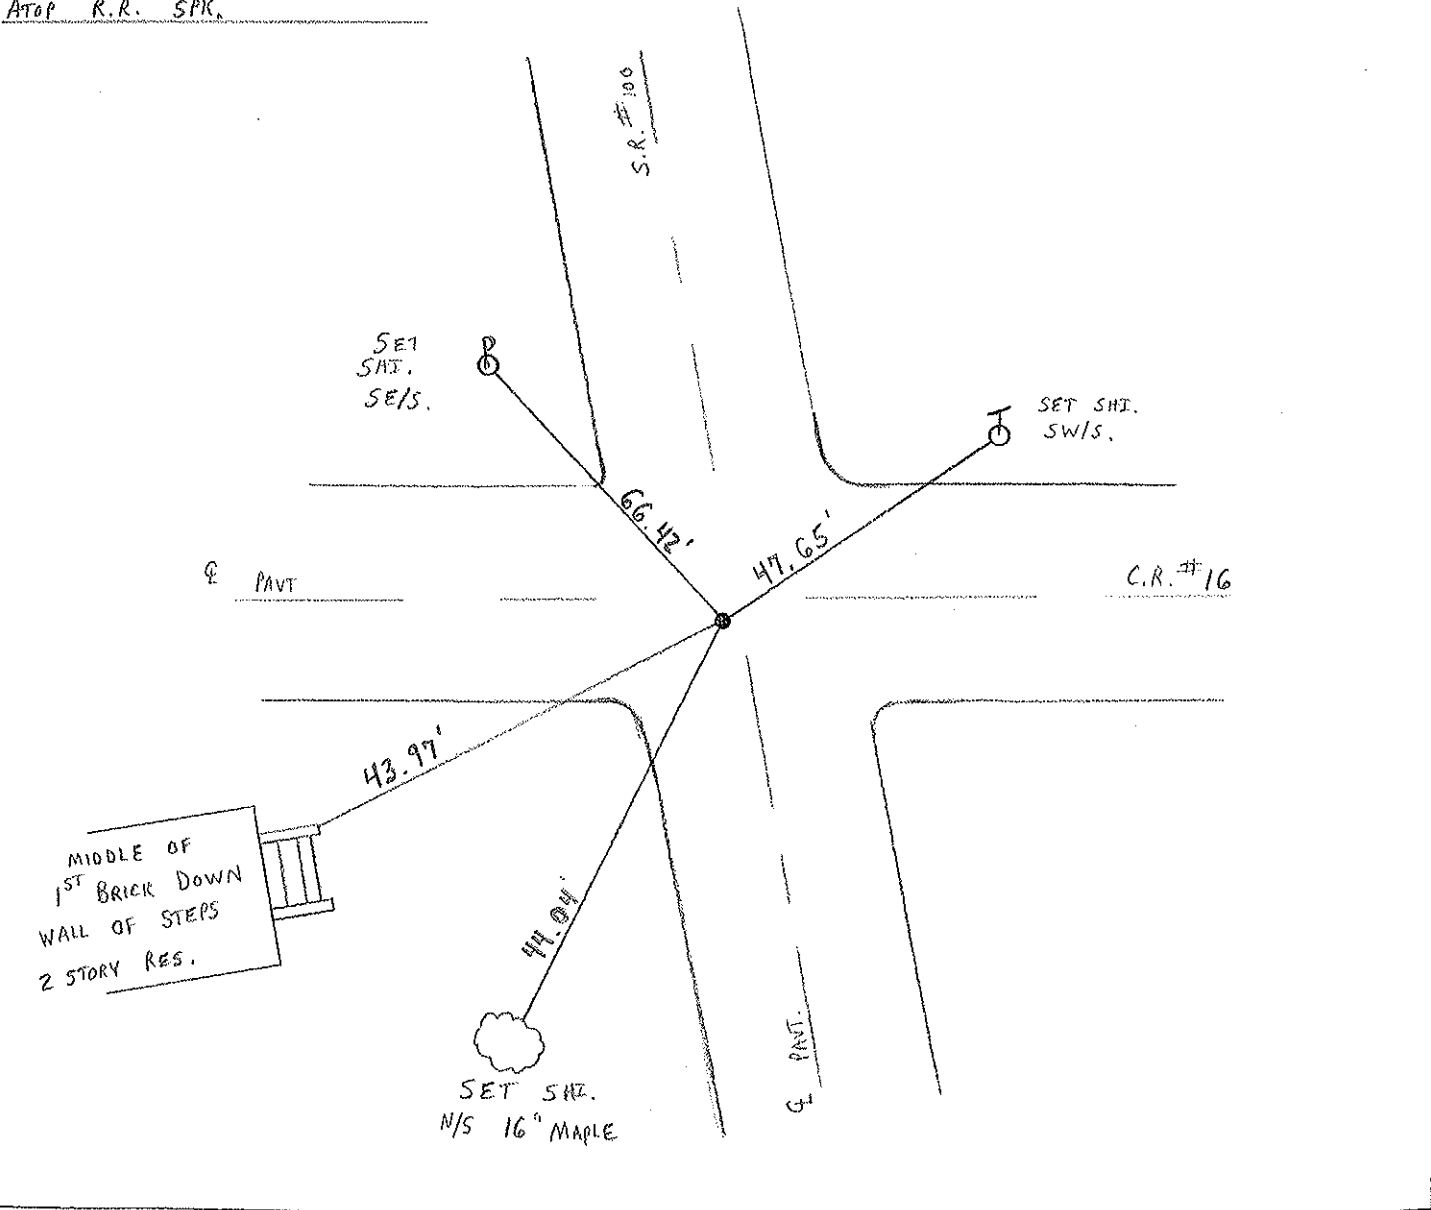 ATOP R.R. SPK.
S.R. #100
SET
SHI.
SE/S.
P
T
SET SHI.
SW/S.
66.42'
47.65'
℄ PAVT
C.R. #16
43.97'
MIDDLE OF
1ST BRICK DOWN
WALL OF STEPS
2 STORY RES.
44.04'
℄ PAVT.
SET SHI.
N/S 16" MAPLE